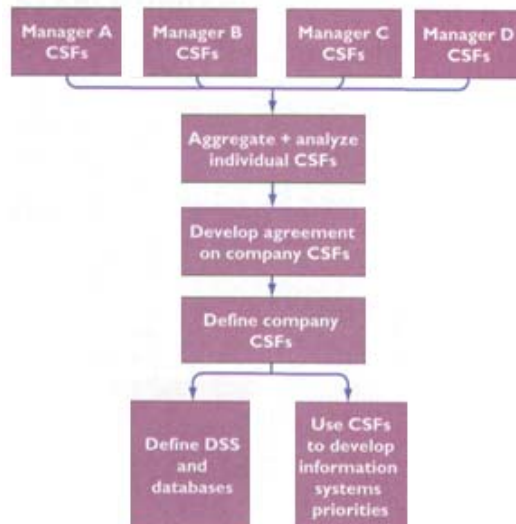 Manager A
CSFs
Manager B
CSFs
Manager C
CSFs
Manager D
CSFs
Aggregate + analyze
individual CSFs
Develop agreement
on company CSFs
Define company
CSFs
Define DSS
and
databases
Use CSFs
to develop
information
systems
priorities